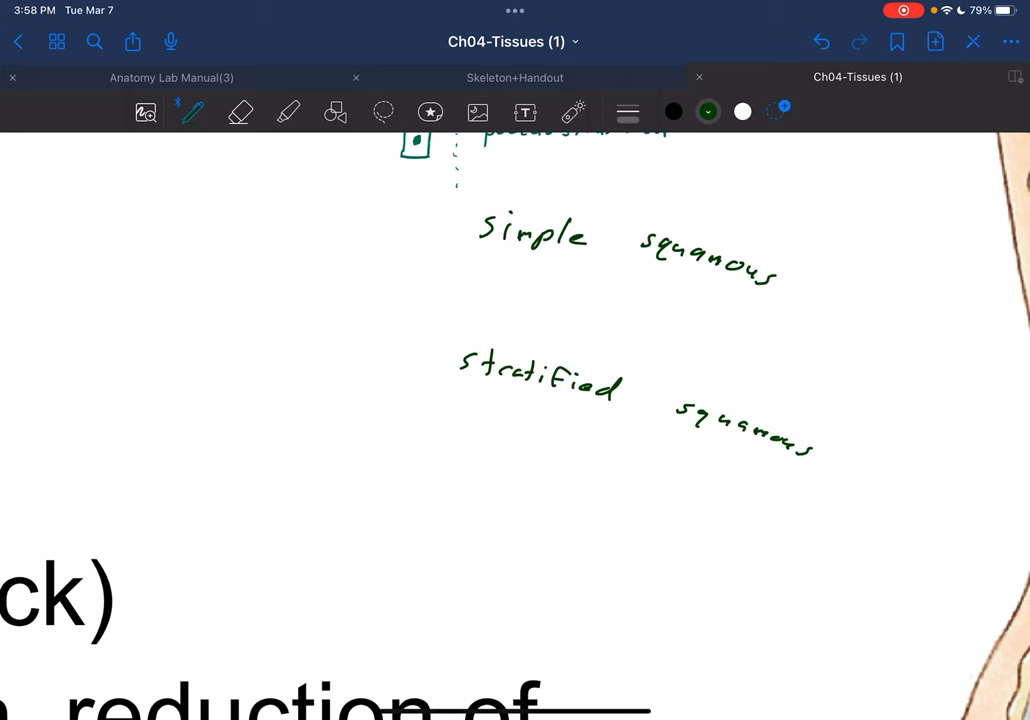 3:58 PM Tue Mar 7
79%
Ch04-Tissues (1)
Anatomy Lab Manual(3)
Skeleton+Handout
Ch04-Tissues (1)
simple squamous
stratified squamous
ck)
reduction of